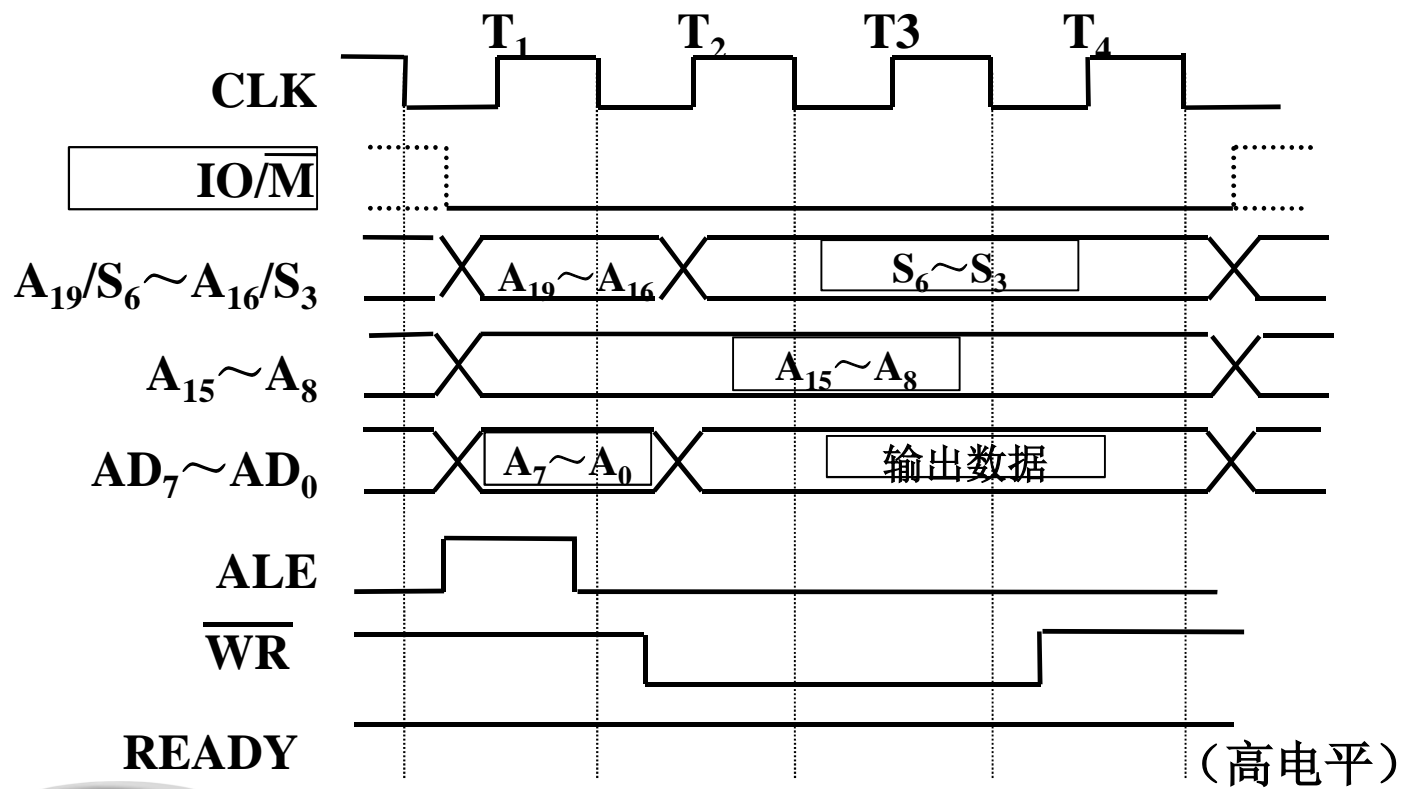 T₁ T₂ T3 T₄
CLK
IO/M̅
A₁₉/S₆～A₁₆/S₃
A₁₉～A₁₆
S₆～S₃
A₁₅～A₈
A₁₅～A₈
AD₇～AD₀
A₇～A₀
输出数据
ALE
W̅R̅
READY
（高电平）